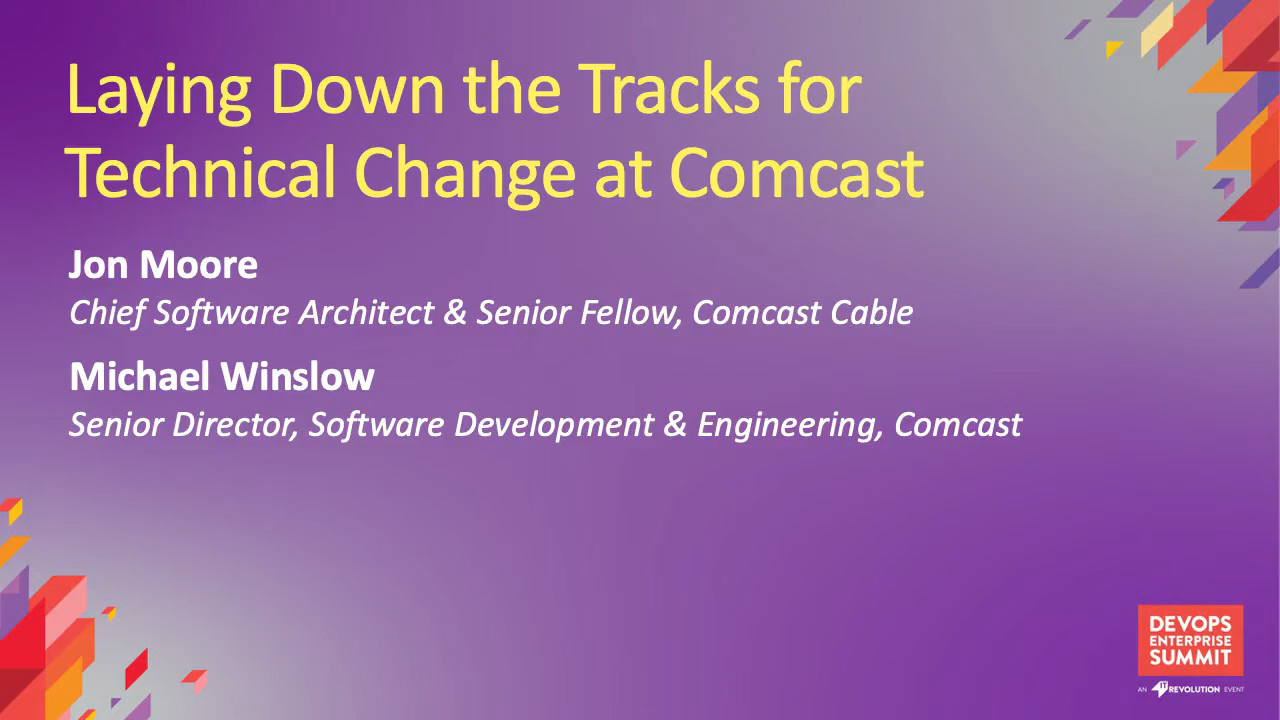 Laying Down the Tracks for
Technical Change at Comcast
Jon Moore
Chief Software Architect & Senior Fellow, Comcast Cable
Michael Winslow
Senior Director, Software Development & Engineering, Comcast
DEVOPS
ENTERPRISE
SUMMIT
AN IT REVOLUTION EVENT